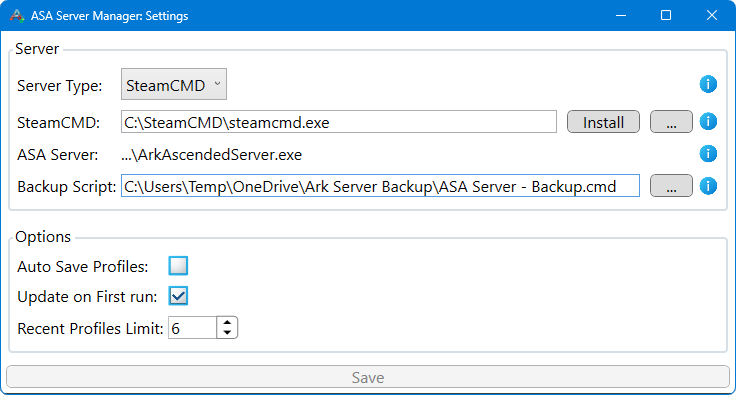 ASA Server Manager: Settings
Server
Server Type: SteamCMD
SteamCMD: C:\SteamCMD\steamcmd.exe Install ...
ASA Server: ...\ArkAscendedServer.exe
Backup Script: C:\Users\Temp\OneDrive\Ark Server Backup\ASA Server - Backup.cmd ...
Options
Auto Save Profiles:
Update on First run:
Recent Profiles Limit: 6
Save